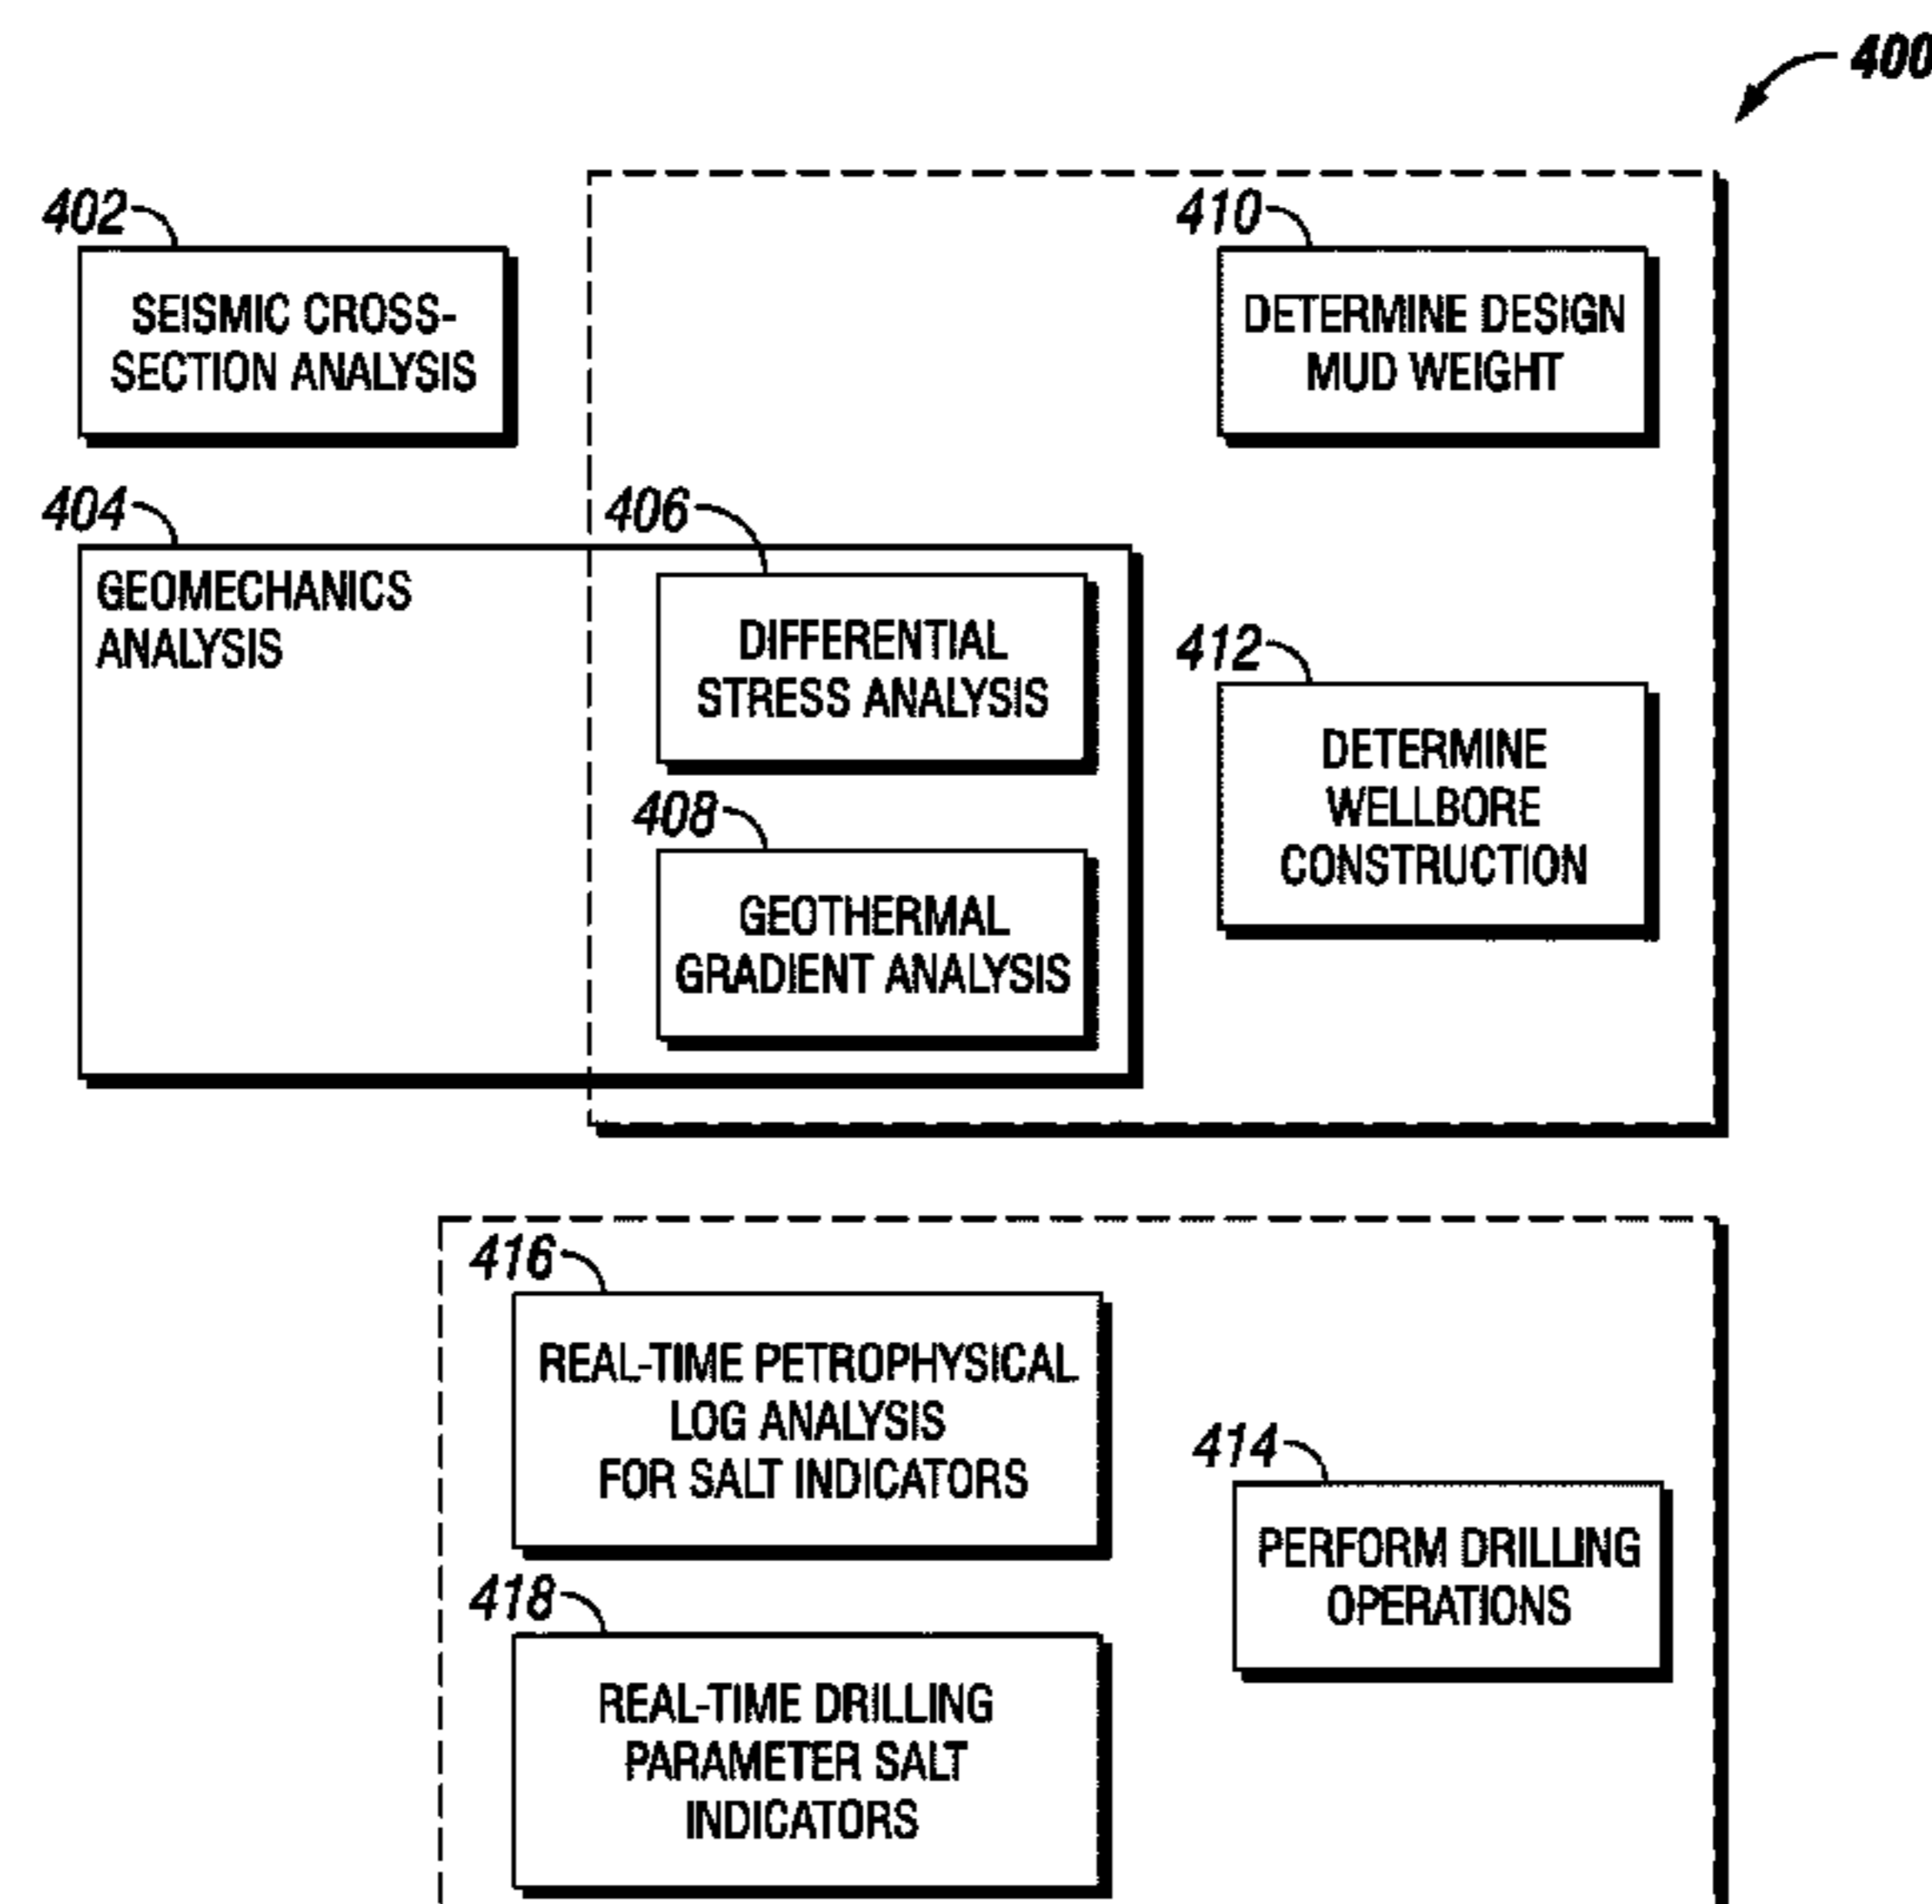 400
402
SEISMIC CROSS-
SECTION ANALYSIS
410
DETERMINE DESIGN
MUD WEIGHT
404
GEOMECHANICS
ANALYSIS
406
DIFFERENTIAL
STRESS ANALYSIS
408
GEOTHERMAL
GRADIENT ANALYSIS
412
DETERMINE
WELLBORE
CONSTRUCTION
416
REAL-TIME PETROPHYSICAL
LOG ANALYSIS
FOR SALT INDICATORS
414
PERFORM DRILLING
OPERATIONS
418
REAL-TIME DRILLING
PARAMETER SALT
INDICATORS